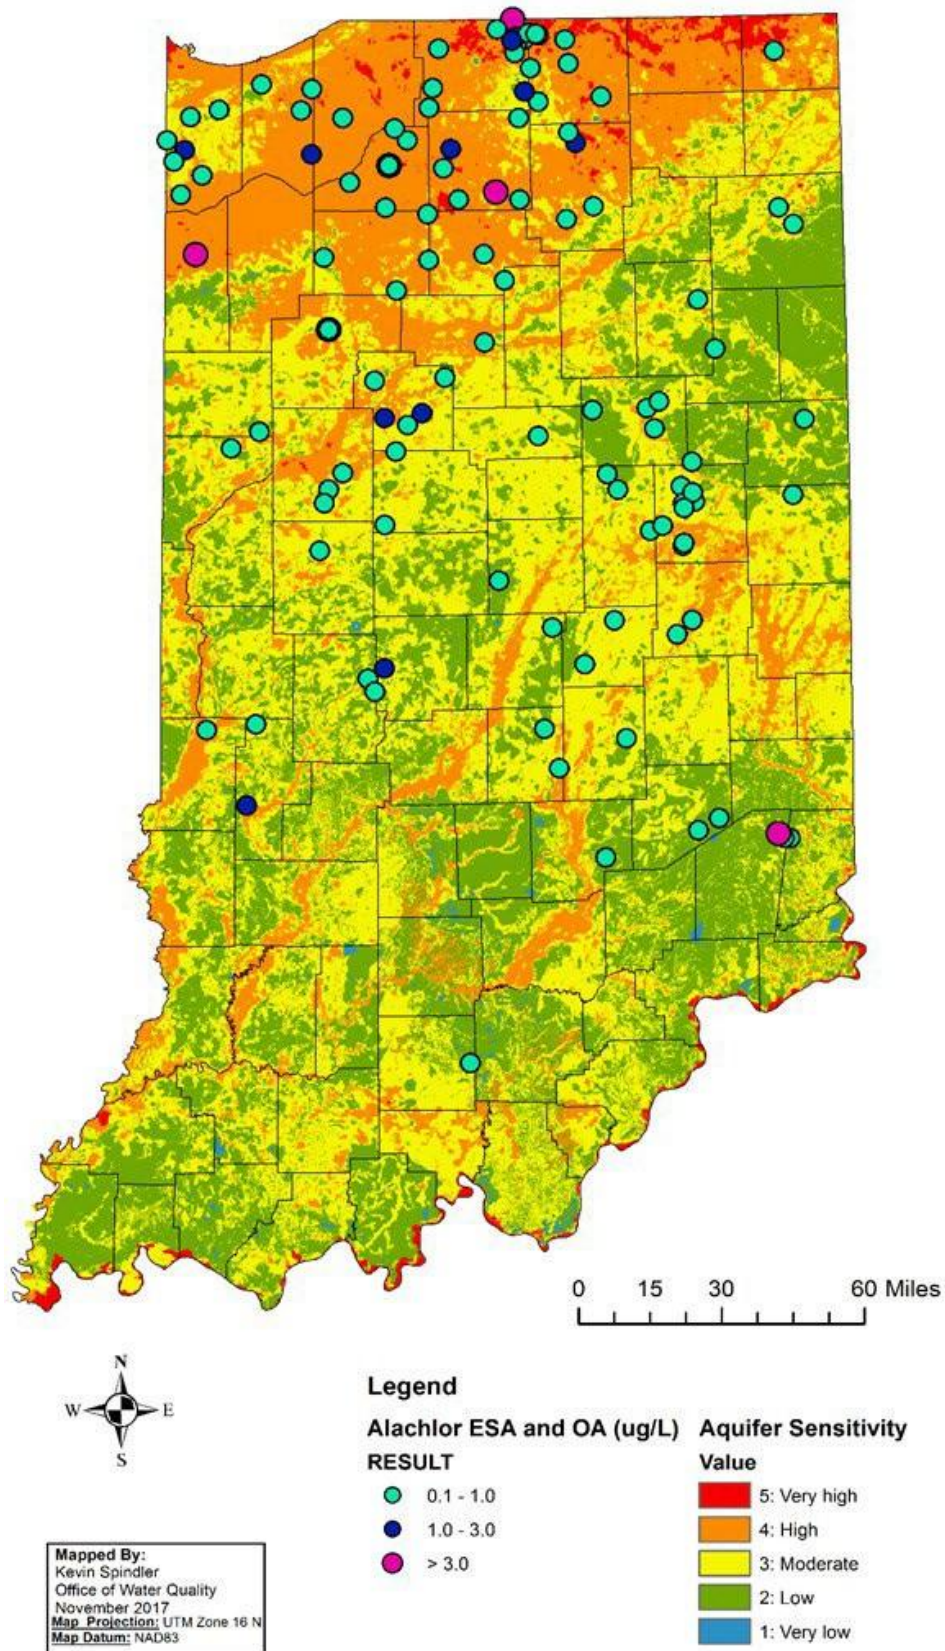 0 15 30 60 Miles
N
W E
S
Legend
Alachlor ESA and OA (ug/L) Aquifer Sensitivity
RESULT Value
0.1 - 1.0 5: Very high
1.0 - 3.0 4: High
> 3.0 3: Moderate
2: Low
1: Very low
Mapped By:
Kevin Spindler
Office of Water Quality
November 2017
Map Projection: UTM Zone 16 N
Map Datum: NAD83